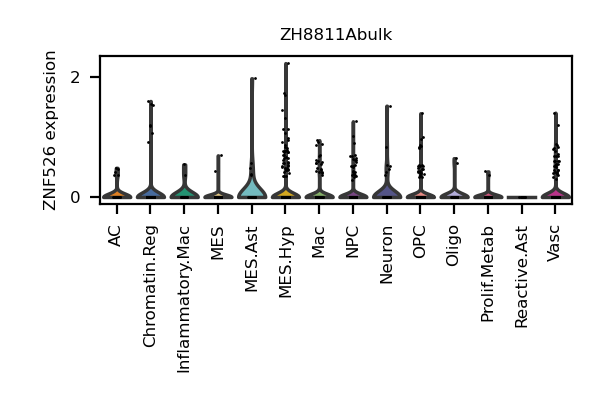 ZH8811Abulk
ZNF526 expression
2
0
AC
Chromatin.Reg
Inflammatory.Mac
MES
MES.Ast
MES.Hyp
Mac
NPC
Neuron
OPC
Oligo
Prolif.Metab
Reactive.Ast
Vasc